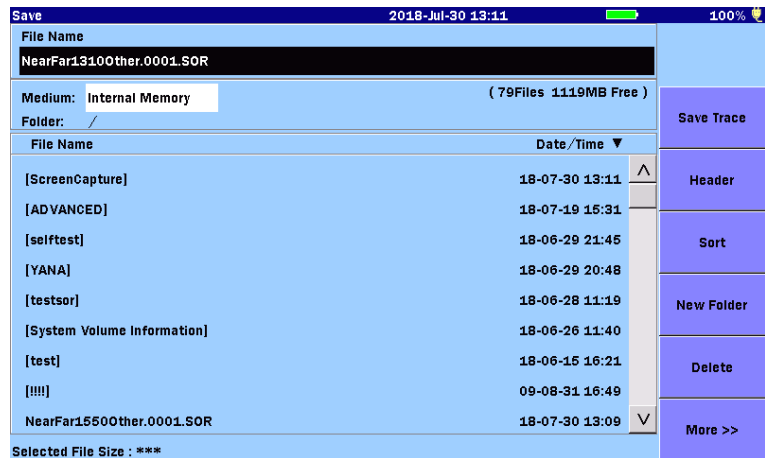 Save 2018-Jul-30 13:11 100%
File Name
NearFar1310Other.0001.SOR
Medium: Internal Memory (79Files 1119MB Free)
Folder: /
File Name Date/Time ▼
[ScreenCapture] 18-07-30 13:11
[ADVANCED] 18-07-19 15:31
[selftest] 18-06-29 21:45
[YANA] 18-06-29 20:48
[testsor] 18-06-28 11:19
[System Volume Information] 18-06-26 11:40
[test] 18-06-15 16:21
[!!!!] 09-08-31 16:49
NearFar1550Other.0001.SOR 18-07-30 13:09
Selected File Size : ***
Save Trace
Header
Sort
New Folder
Delete
More >>